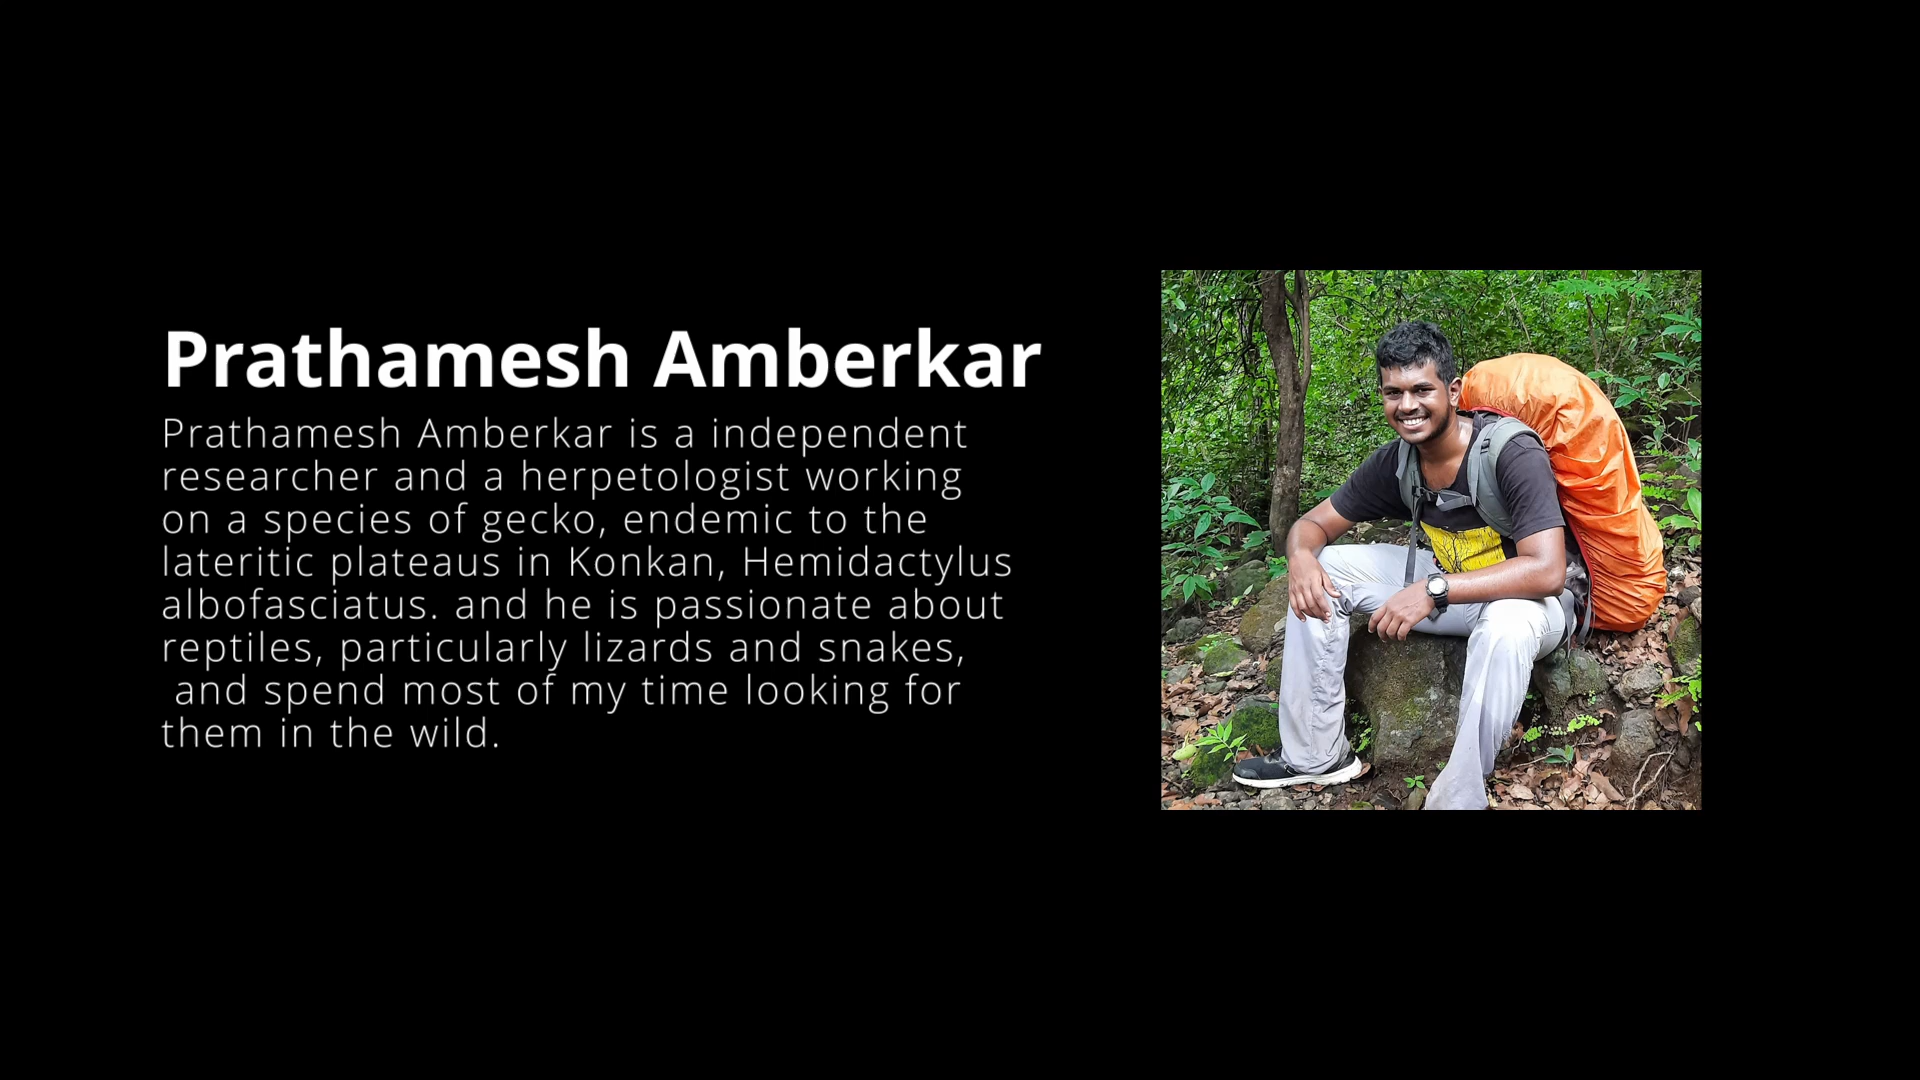 Prathamesh Amberkar
Prathamesh Amberkar is a independent
researcher and a herpetologist working
on a species of gecko, endemic to the
lateritic plateaus in Konkan, Hemidactylus
albofasciatus. and he is passionate about
reptiles, particularly lizards and snakes,
and spend most of my time looking for
them in the wild.